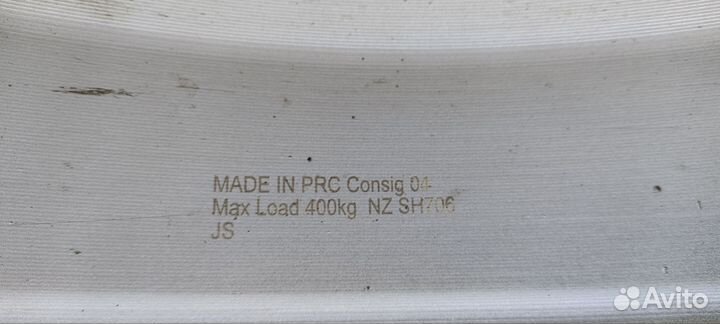 MADE IN PRC Consig 04
Max Load 400kg NZ SH706
JS
Avito